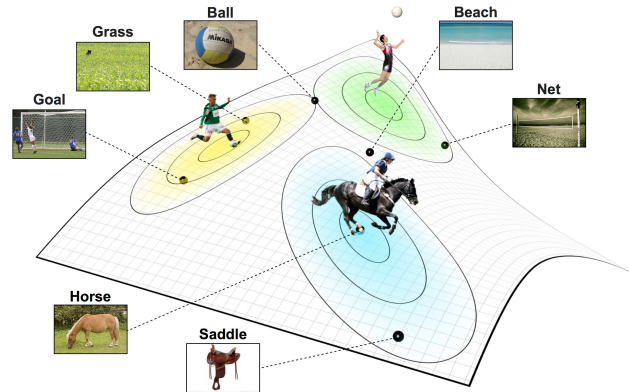 Ball
Beach
Grass
MIKASA
Goal
Net
Horse
Saddle